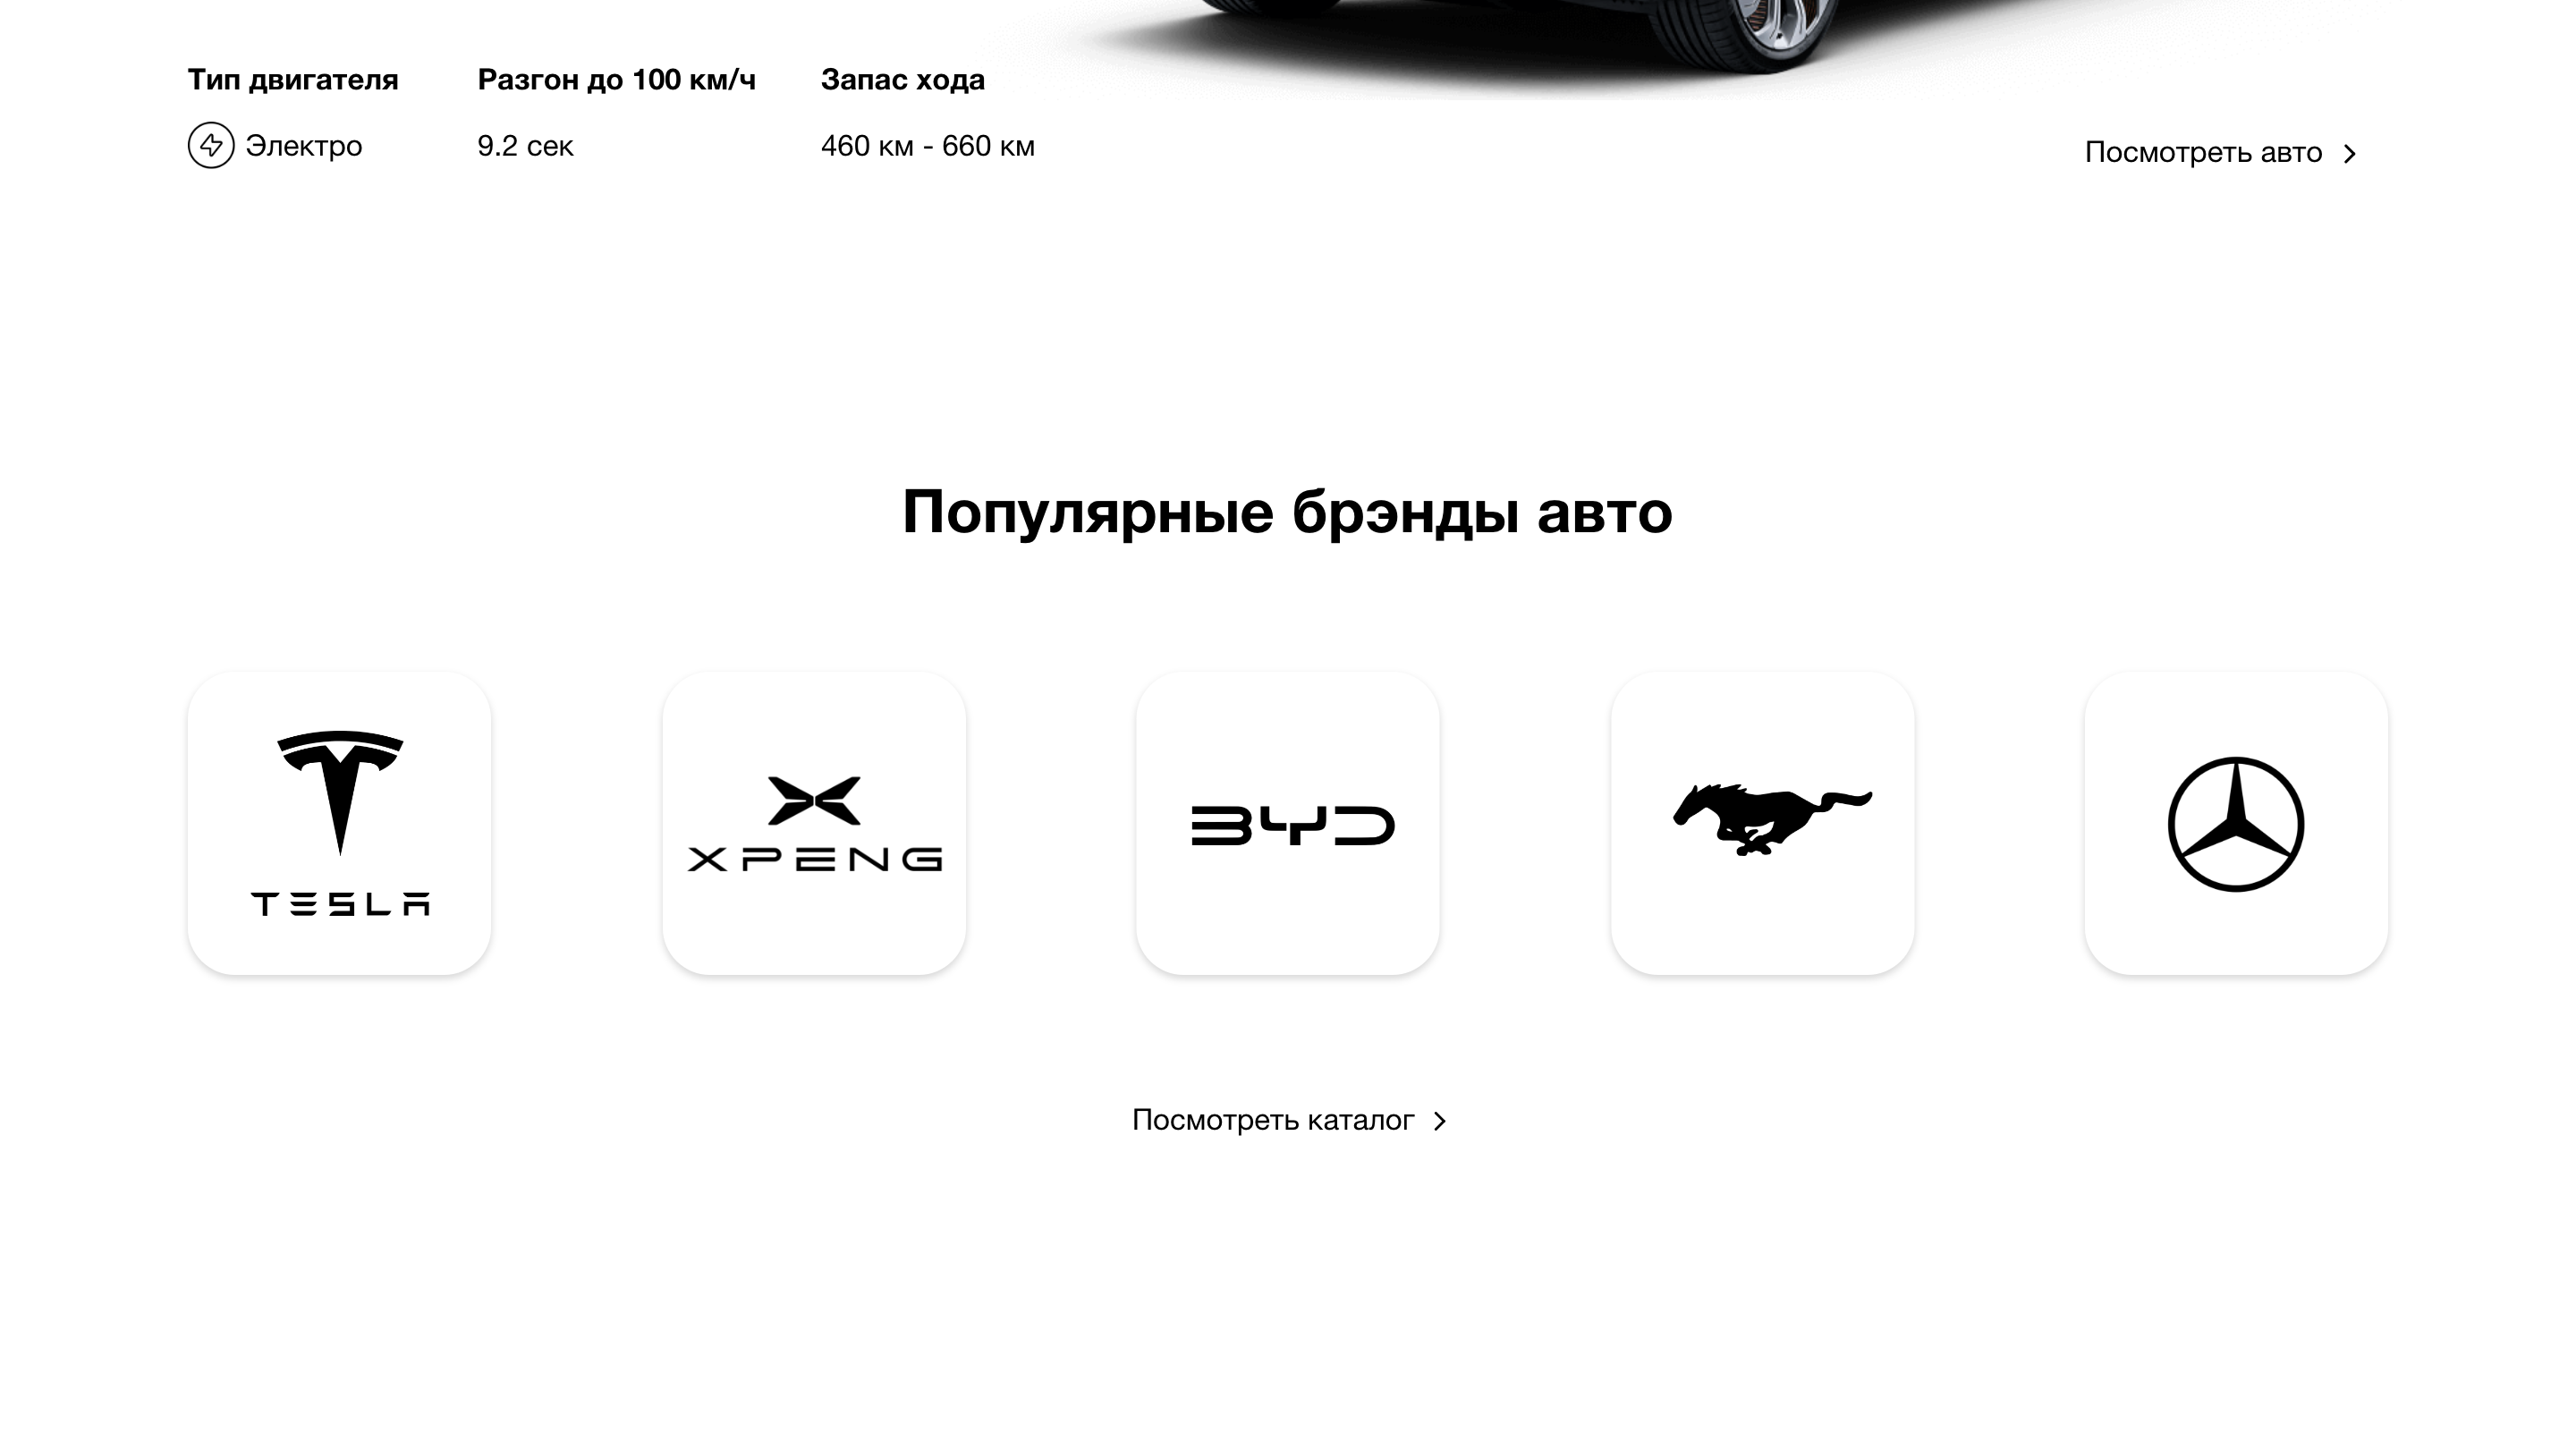 Тип двигателя
Разгон до 100 км/ч
Запас хода
Электро
9.2 сек
460 км - 660 км
Посмотреть авто
Популярные брэнды авто
TESLA
XPENG
BYD
Посмотреть каталог